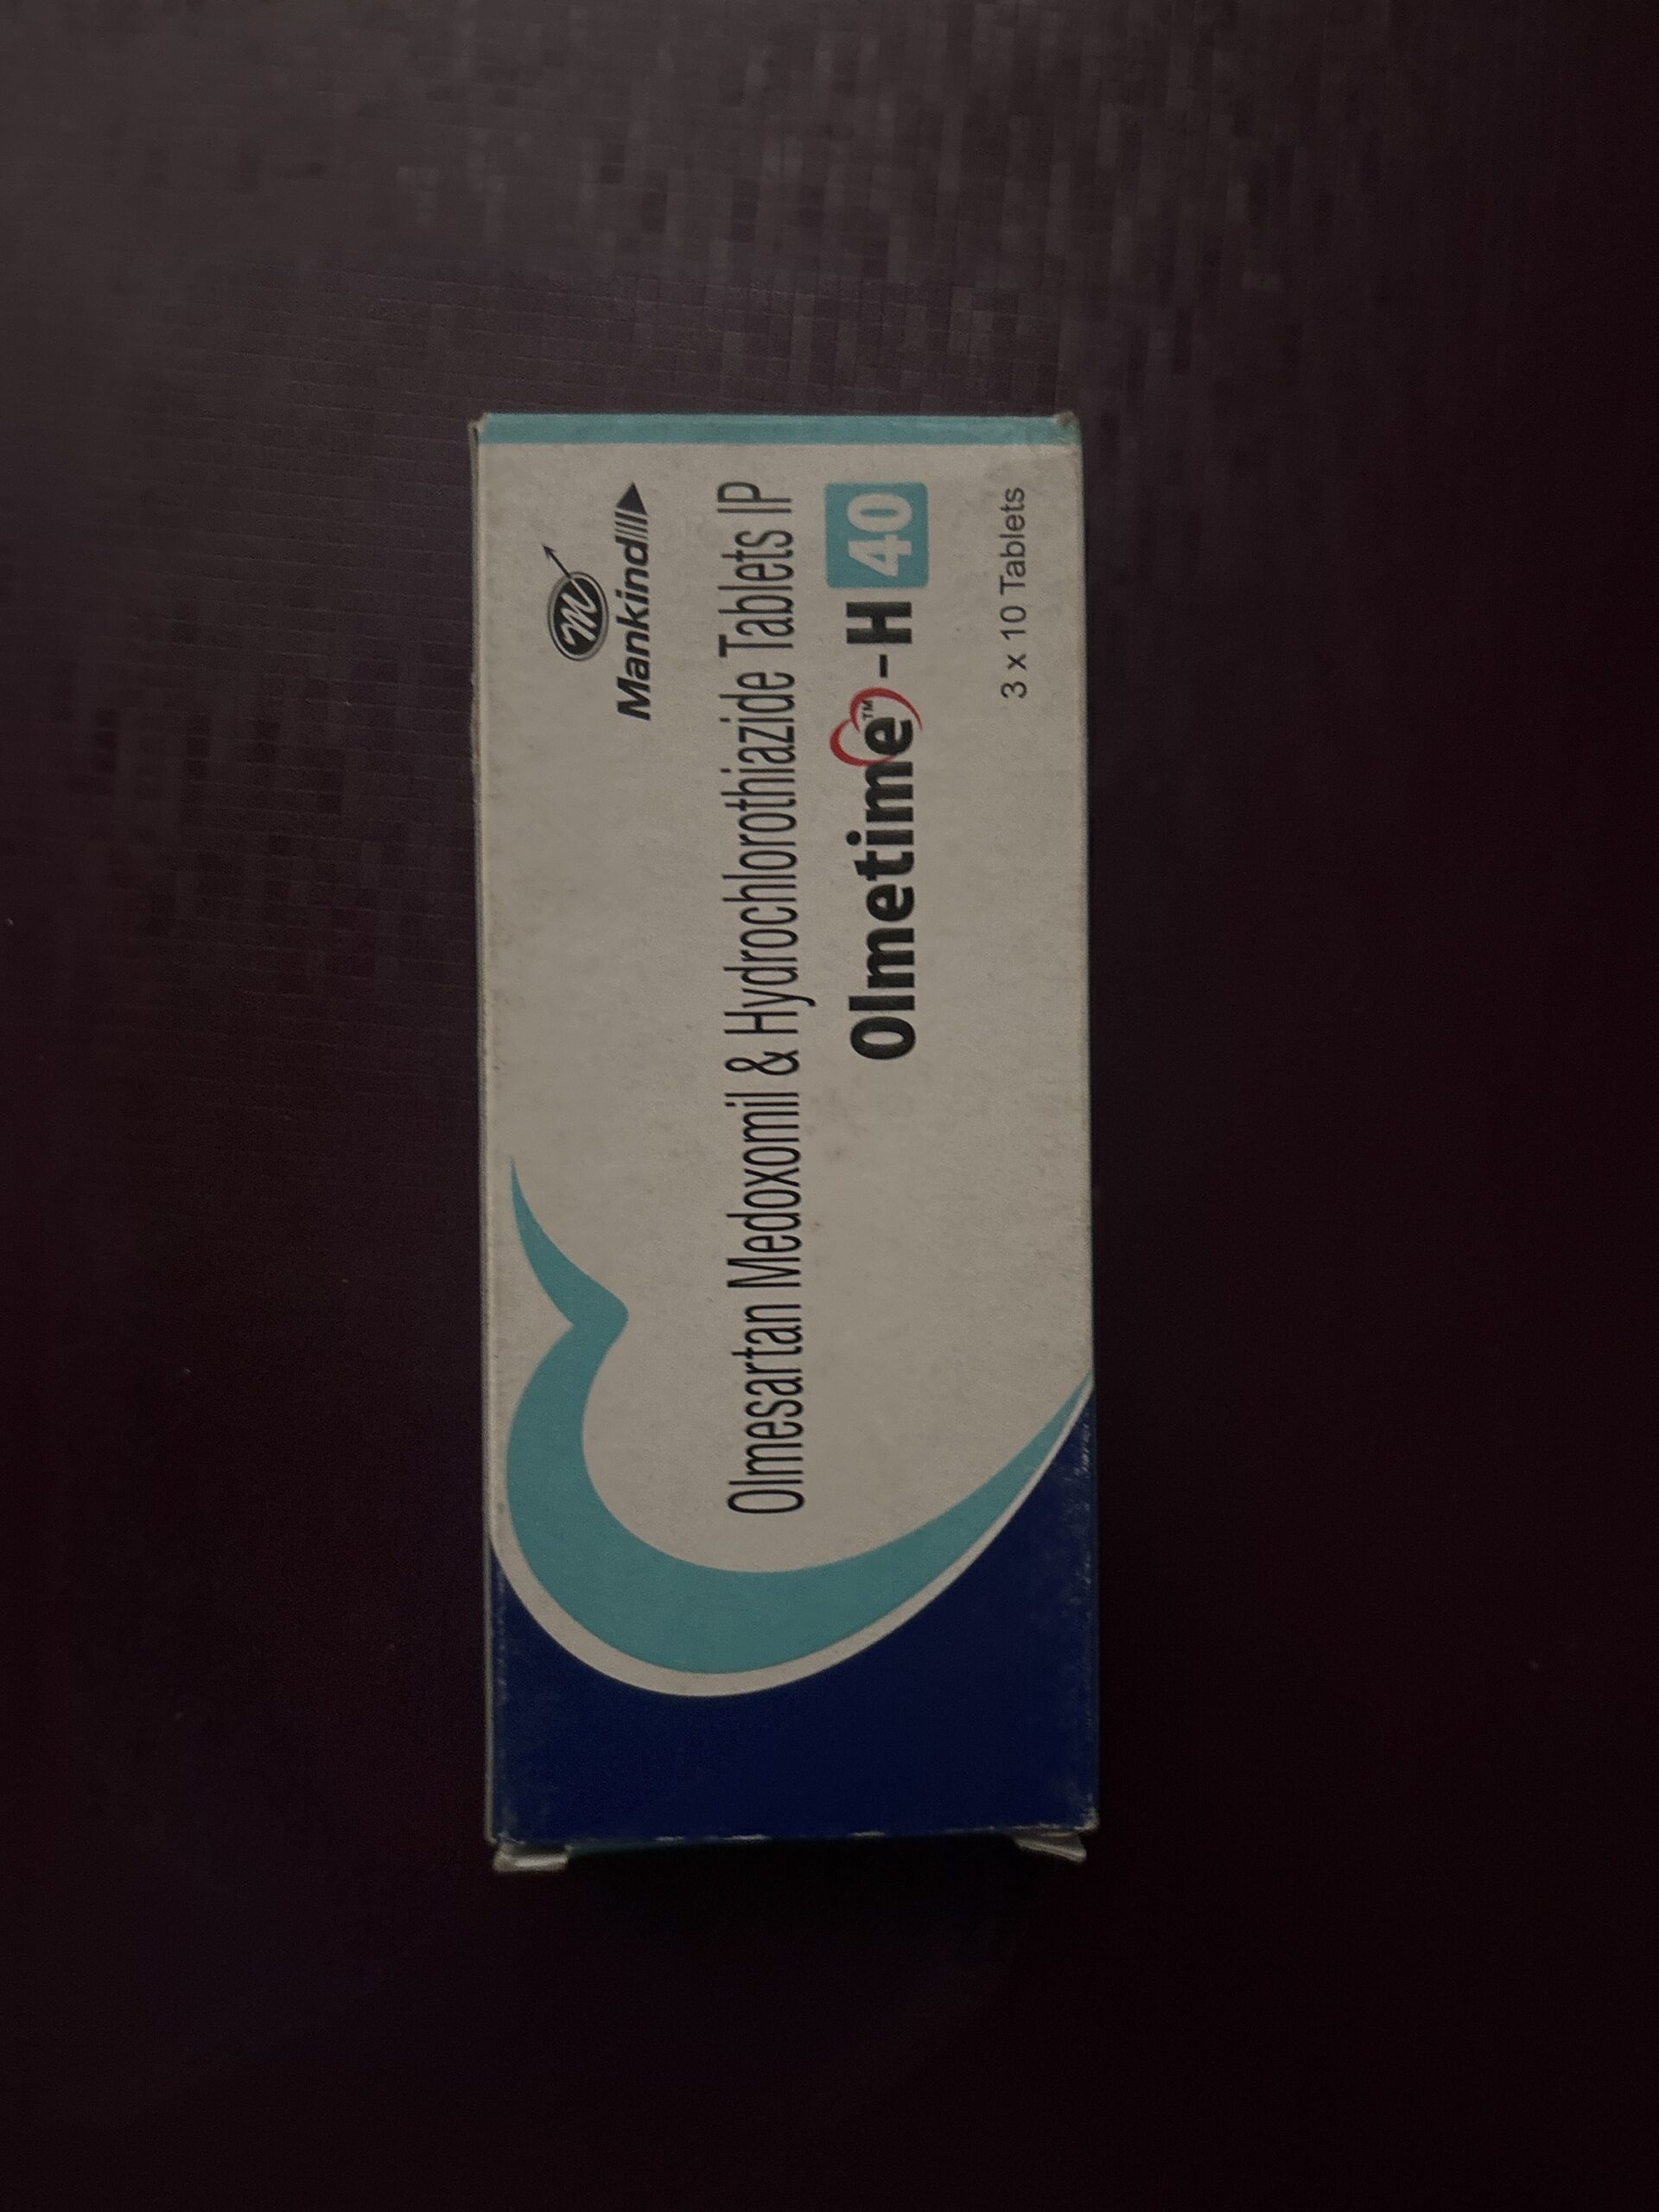 Mankind
Olmesartan Medoxomil & Hydrochlorothiazide Tablets IP
Olmetime™-H 40
3 x 10 Tablets